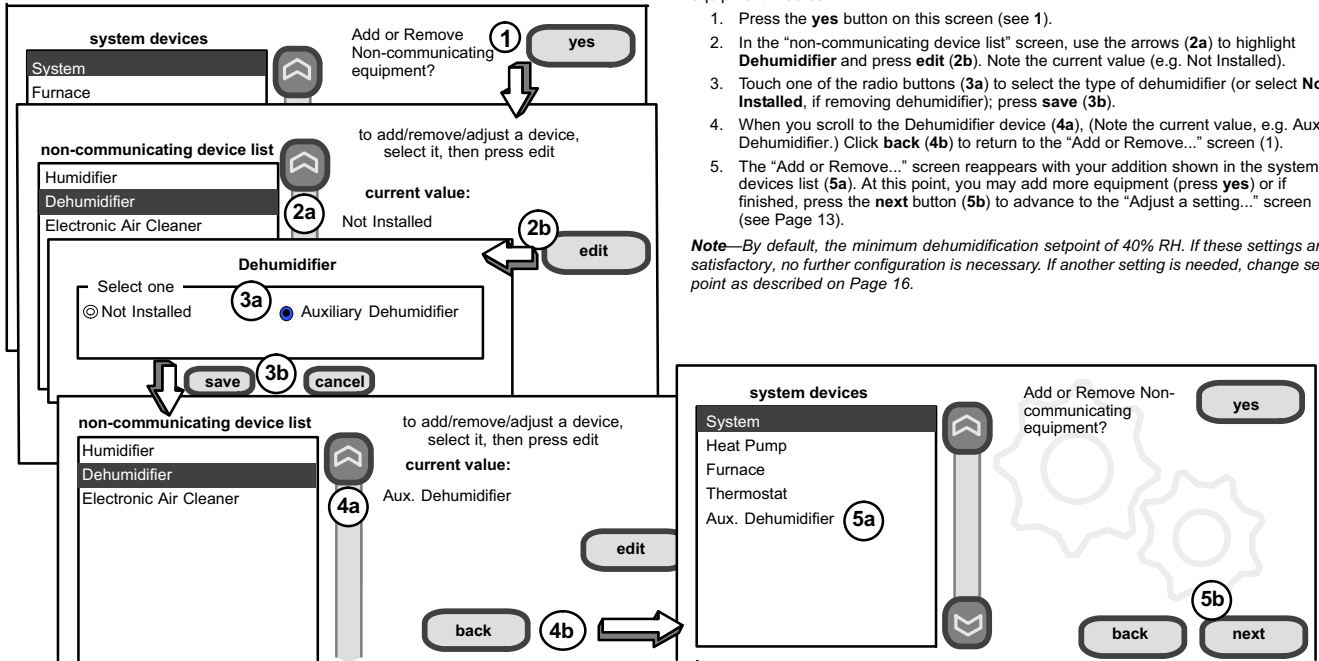 system devices
System
Furnace
Add or Remove
Non-communicating
equipment?
1
yes
non-communicating device list
Humidifier
Dehumidifier
Electronic Air Cleaner
2a
to add/remove/adjust a device,
select it, then press edit
current value:
Not Installed
2b
edit
Dehumidifier
Select one
3a
Not Installed
Auxiliary Dehumidifier
save
3b
cancel
non-communicating device list
Humidifier
Dehumidifier
Electronic Air Cleaner
4a
to add/remove/adjust a device,
select it, then press edit
current value:
Aux. Dehumidifier
edit
back
4b
1. Press the yes button on this screen (see 1).
2. In the “non-communicating device list” screen, use the arrows (2a) to highlight
Dehumidifier and press edit (2b). Note the current value (e.g. Not Installed).
3. Touch one of the radio buttons (3a) to select the type of dehumidifier (or select
Installed, if removing dehumidifier); press save (3b).
4. When you scroll to the Dehumidifier device (4a), (Note the current value, e.g. Aux
Dehumidifier.) Click back (4b) to return to the “Add or Remove...” screen (1).
5. The “Add or Remove...” screen reappears with your addition shown in the system
devices list (5a). At this point, you may add more equipment (press yes) or if
finished, press the next button (5b) to advance to the “Adjust a setting...” screen
(see Page 13).
Note—By default, the minimum dehumidification setpoint of 40% RH. If these settings
satisfactory, no further configuration is necessary. If another setting is needed, change
point as described on Page 16.
system devices
System
Heat Pump
Furnace
Thermostat
Aux. Dehumidifier
5a
Add or Remove Non-
communicating
equipment?
yes
5b
back
next